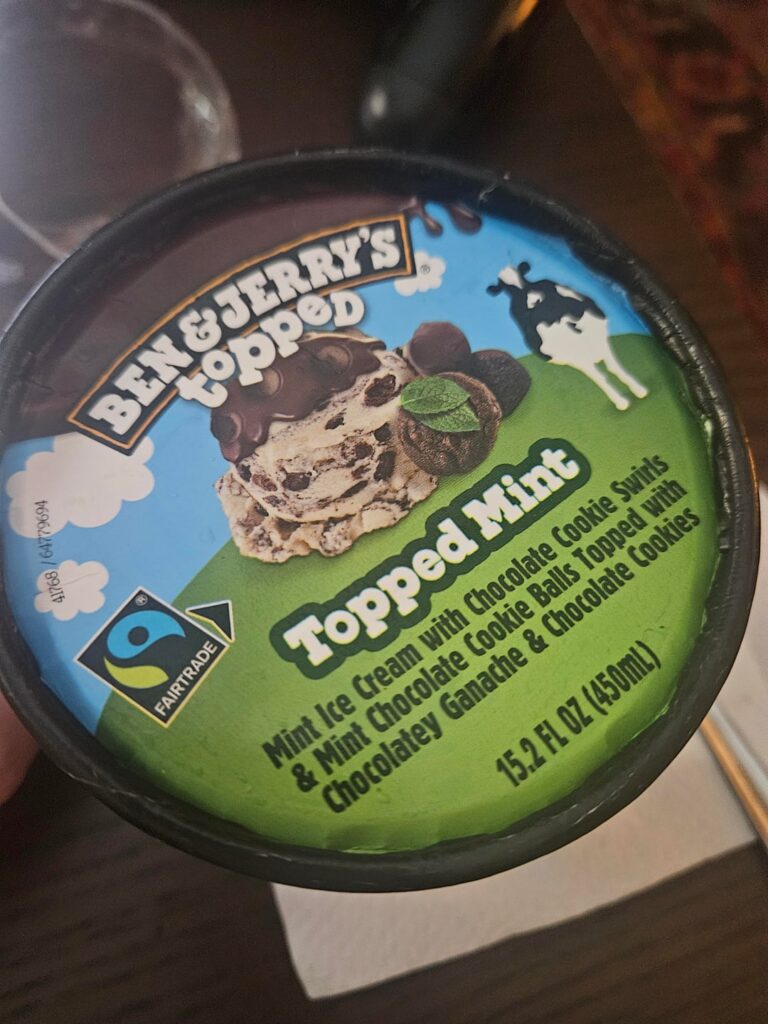 BEN & JERRY'S®
topped
Topped Mint
Mint Ice Cream with Chocolate Cookie Swirls
& Mint Chocolate Cookie Balls Topped with
Chocolatey Ganache & Chocolate Cookies
15.2 FL OZ (450mL)
41768 / 64779694
®
FAIRTRADE